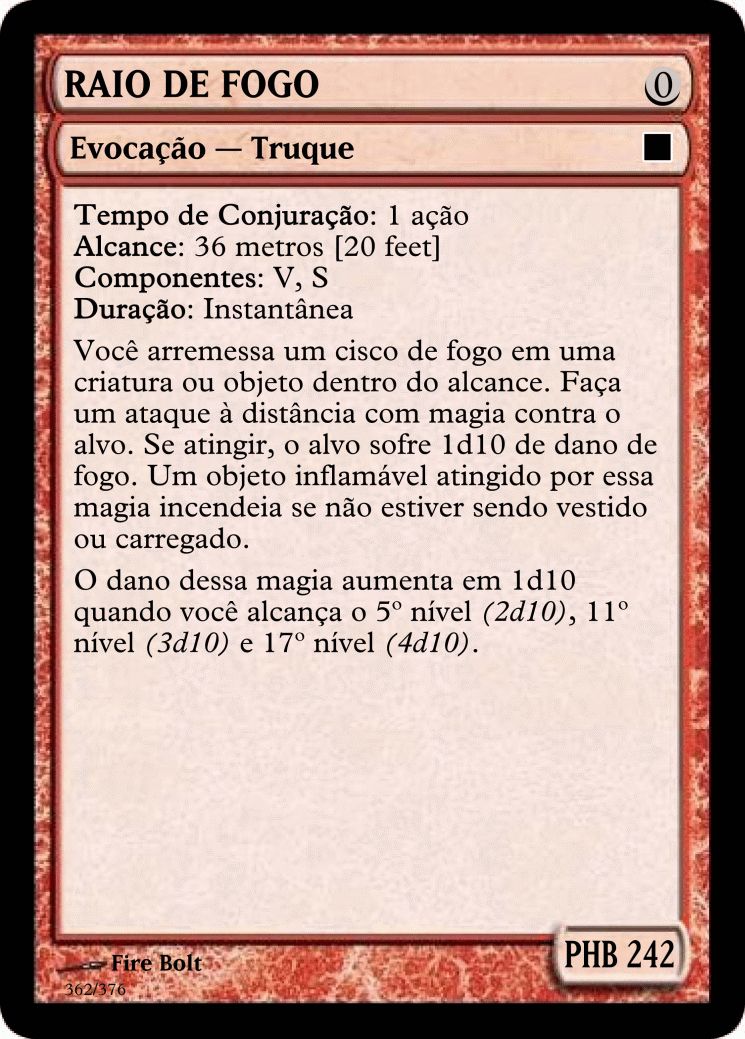 RAIO DE FOGO
0
Evocação — Truque
Tempo de Conjuração: 1 ação
Alcance: 36 metros [20 feet]
Componentes: V, S
Duração: Instantânea
Você arremessa um cisco de fogo em uma
criatura ou objeto dentro do alcance. Faça
um ataque à distância com magia contra o
alvo. Se atingir, o alvo sofre 1d10 de dano de
fogo. Um objeto inflamável atingido por essa
magia incendeia se não estiver sendo vestido
ou carregado.
O dano dessa magia aumenta em 1d10
quando você alcança o 5º nível (2d10), 11º
nível (3d10) e 17º nível (4d10).
PHB 242
Fire Bolt
362/376